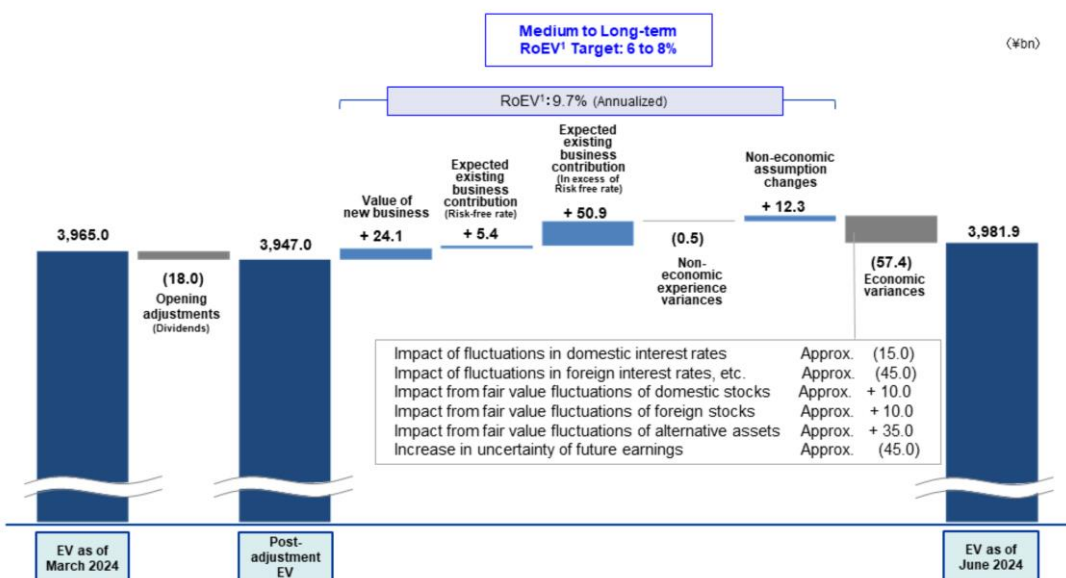 Medium to Long-term
RoEV¹ Target: 6 to 8%
(¥bn)
RoEV¹:9.7% (Annualized)
Value of
new business
+ 24.1
Expected
existing
business
contribution
(Risk-free rate)
+ 5.4
Expected
existing
business
contribution
(In excess of
Risk free rate)
+ 50.9
Non-economic
assumption
changes
+ 12.3
3,965.0
(18.0)
Opening
adjustments
(Dividends)
3,947.0
(0.5)
Non-
economic
experience
variances
(57.4)
Economic
variances
3,981.9
Impact of fluctuations in domestic interest rates Approx. (15.0)
Impact of fluctuations in foreign interest rates, etc. Approx. (45.0)
Impact from fair value fluctuations of domestic stocks Approx. + 10.0
Impact from fair value fluctuations of foreign stocks Approx. + 10.0
Impact from fair value fluctuations of alternative assets Approx. + 35.0
Increase in uncertainty of future earnings Approx. (45.0)
EV as of
March 2024
Post-
adjustment
EV
EV as of
June 2024